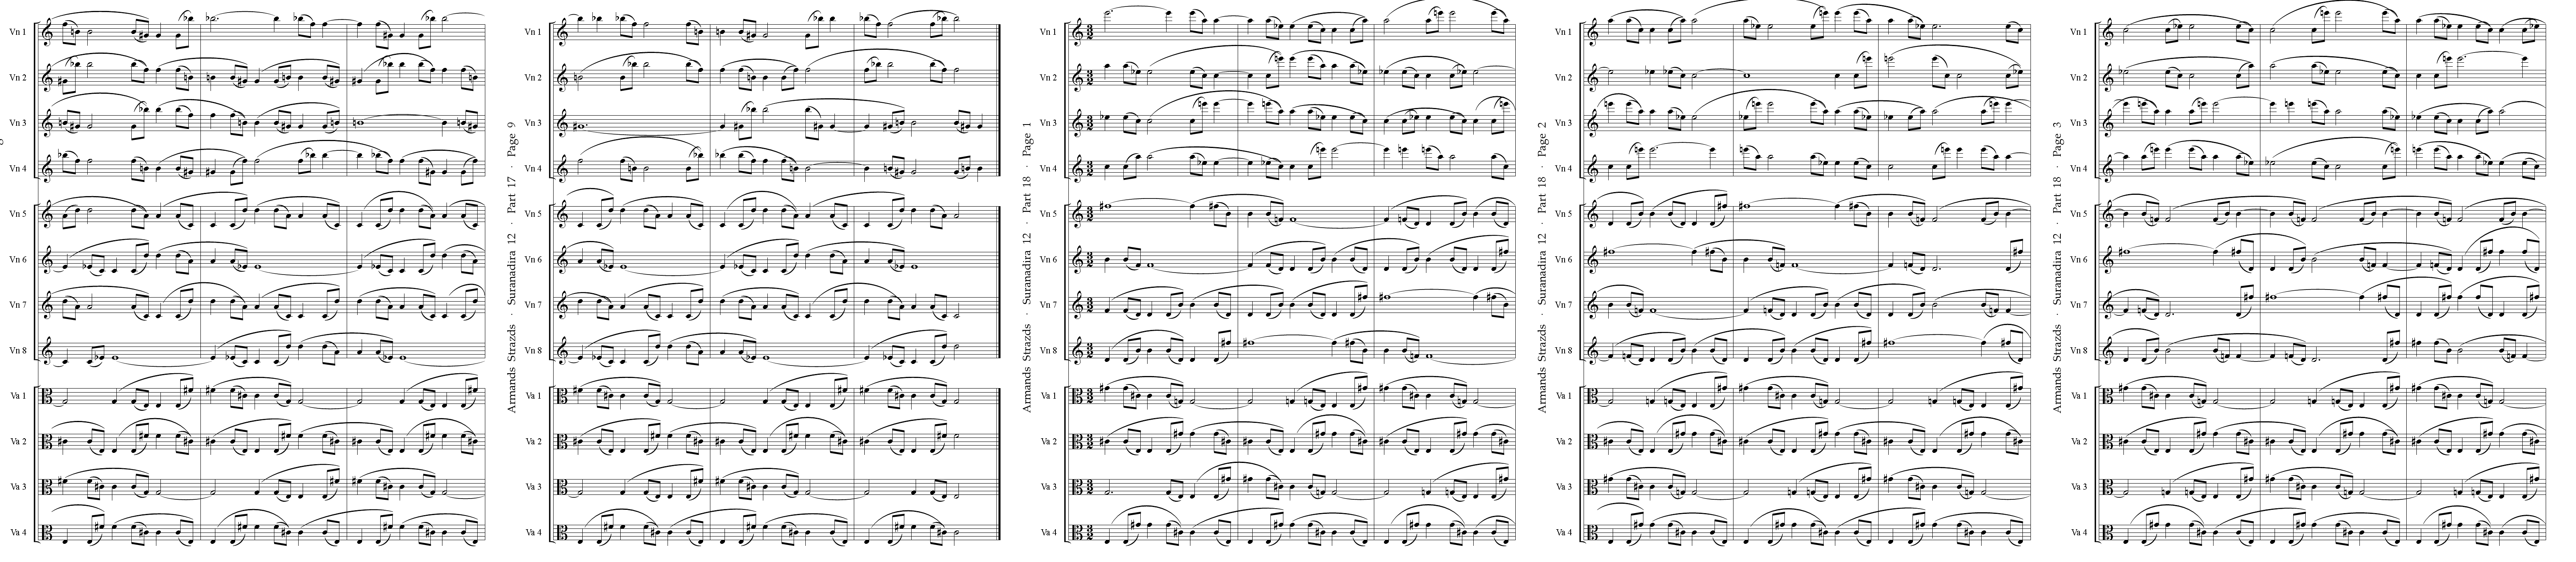 Vn 1
Vn 2
Vn 3
Vn 4
Vn 5
Vn 6
Vn 7
Vn 8
Va 1
Va 2
Va 3
Va 4
Armands Strazds · Suranadira 12 · Part 17 · Page 9
Vn 1
Vn 2
Vn 3
Vn 4
Vn 5
Vn 6
Vn 7
Vn 8
Va 1
Va 2
Va 3
Va 4
Armands Strazds · Suranadira 12 · Part 18 · Page 1
Vn 1
Vn 2
Vn 3
Vn 4
Vn 5
Vn 6
Vn 7
Vn 8
Va 1
Va 2
Va 3
Va 4
Armands Strazds · Suranadira 12 · Part 18 · Page 2
Vn 1
Vn 2
Vn 3
Vn 4
Vn 5
Vn 6
Vn 7
Vn 8
Va 1
Va 2
Va 3
Va 4
Armands Strazds · Suranadira 12 · Part 18 · Page 3
Vn 1
Vn 2
Vn 3
Vn 4
Vn 5
Vn 6
Vn 7
Vn 8
Va 1
Va 2
Va 3
Va 4